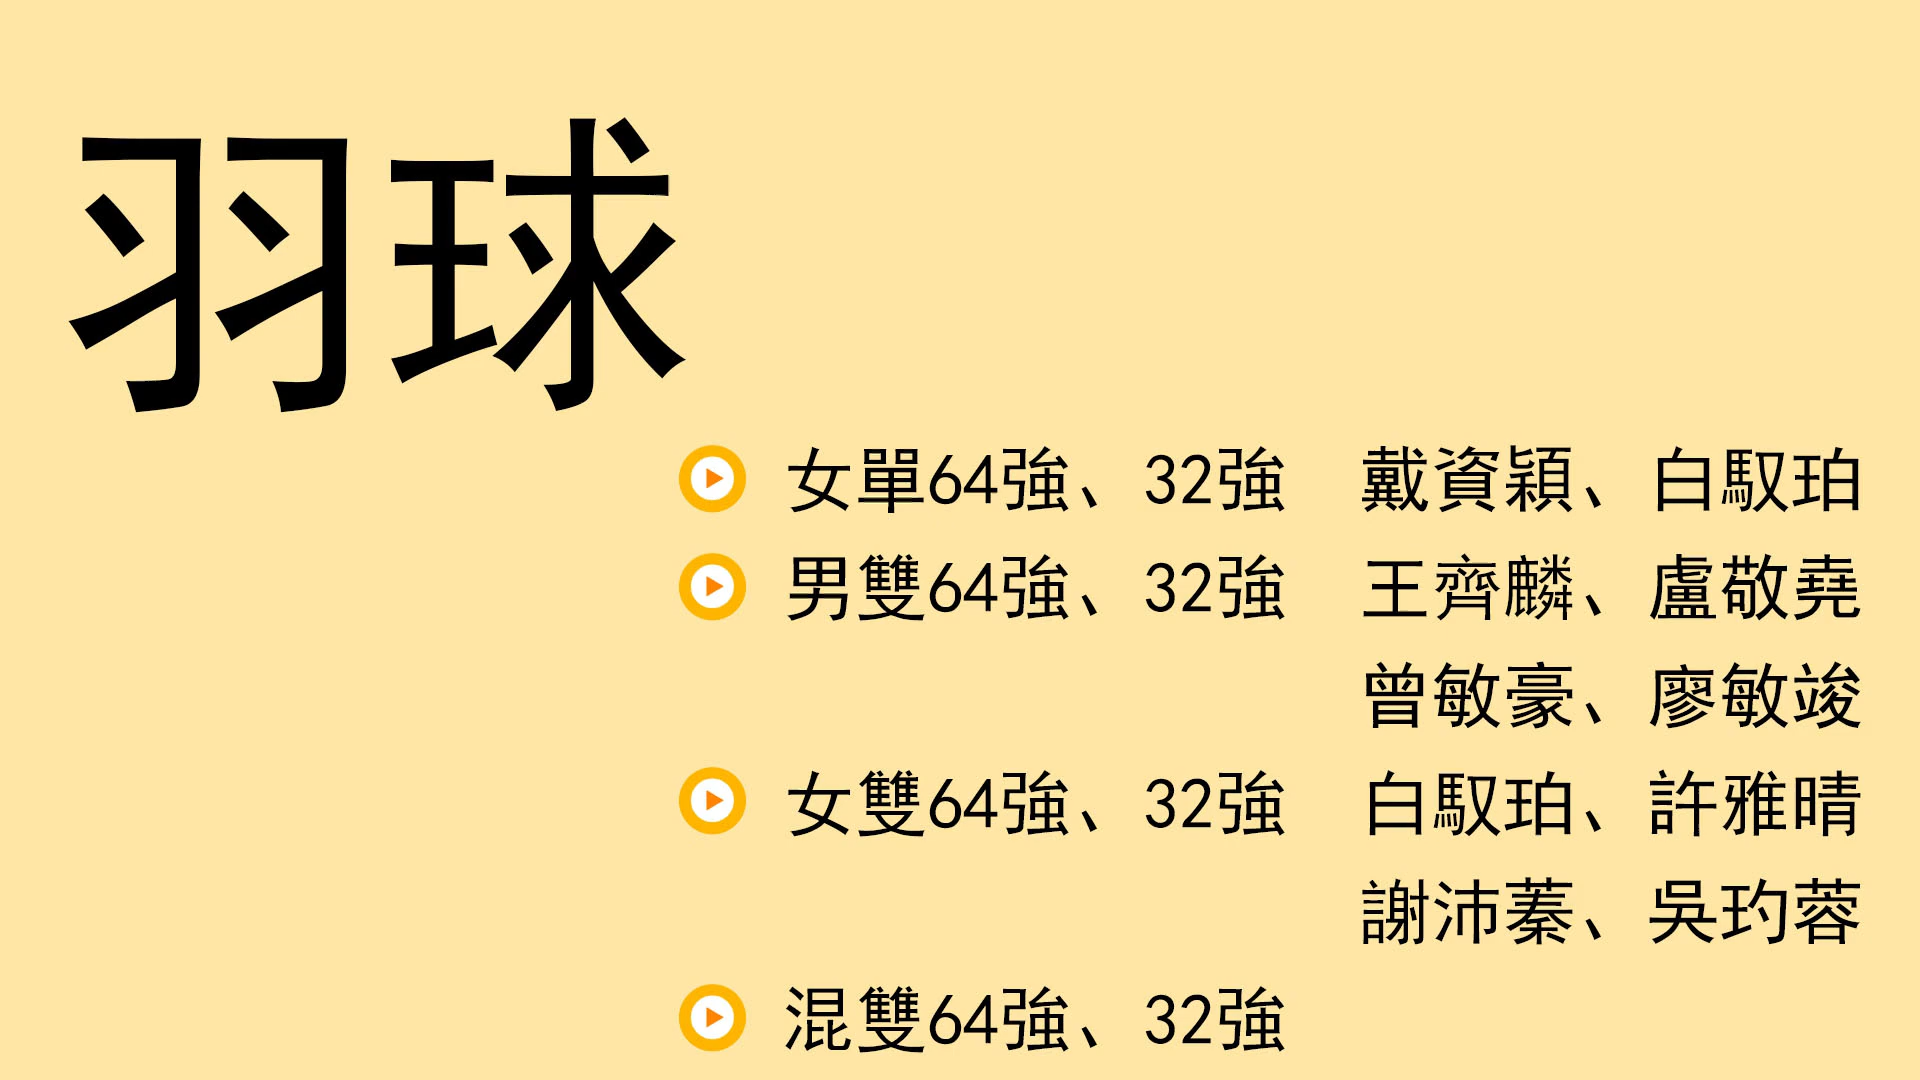 羽球
女單64強、32強 戴資穎、白馭珀
男雙64強、32強 王齊麟、盧敬堯
曾敏豪、廖敏竣
女雙64強、32強 白馭珀、許雅晴
謝沛蓁、吳玓蓉
混雙64強、32強